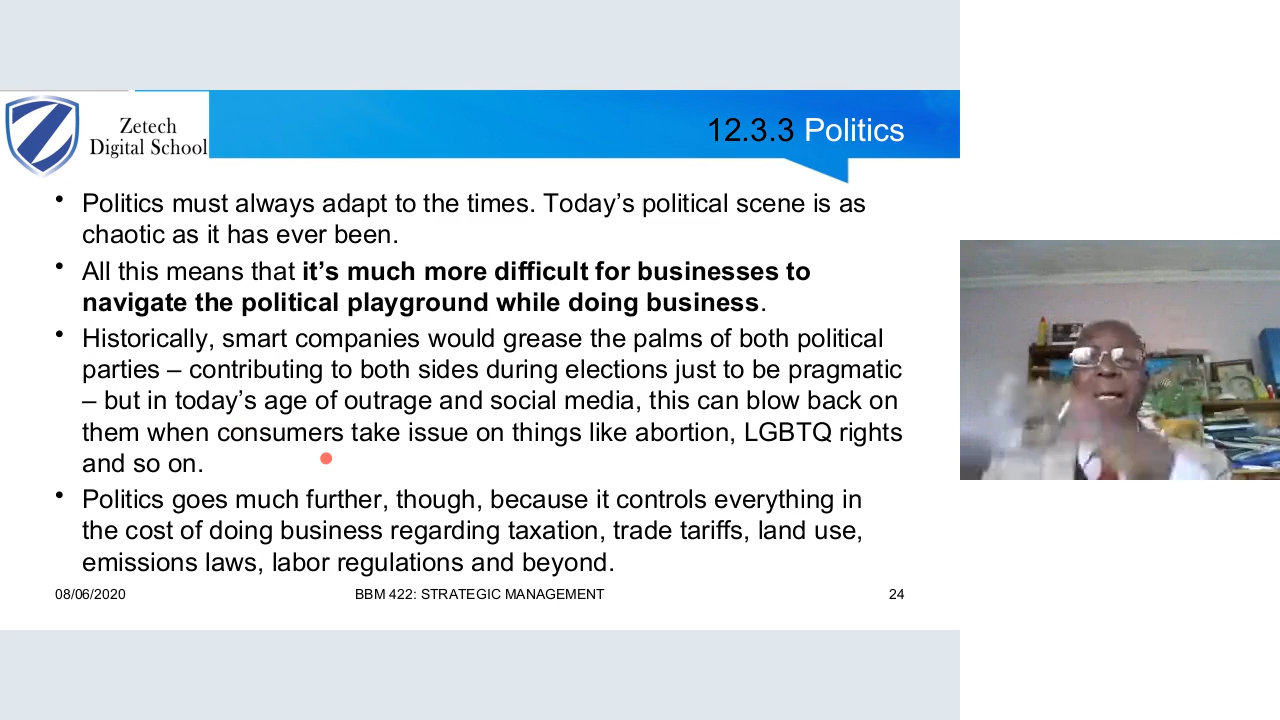 Zetech
Digital School
12.3.3 Politics
• Politics must always adapt to the times. Today’s political scene is as
chaotic as it has ever been.
• All this means that it’s much more difficult for businesses to
navigate the political playground while doing business.
• Historically, smart companies would grease the palms of both political
parties – contributing to both sides during elections just to be pragmatic
– but in today’s age of outrage and social media, this can blow back on
them when consumers take issue on things like abortion, LGBTQ rights
and so on.
• Politics goes much further, though, because it controls everything in
the cost of doing business regarding taxation, trade tariffs, land use,
emissions laws, labor regulations and beyond.
08/06/2020
BBM 422: STRATEGIC MANAGEMENT
24